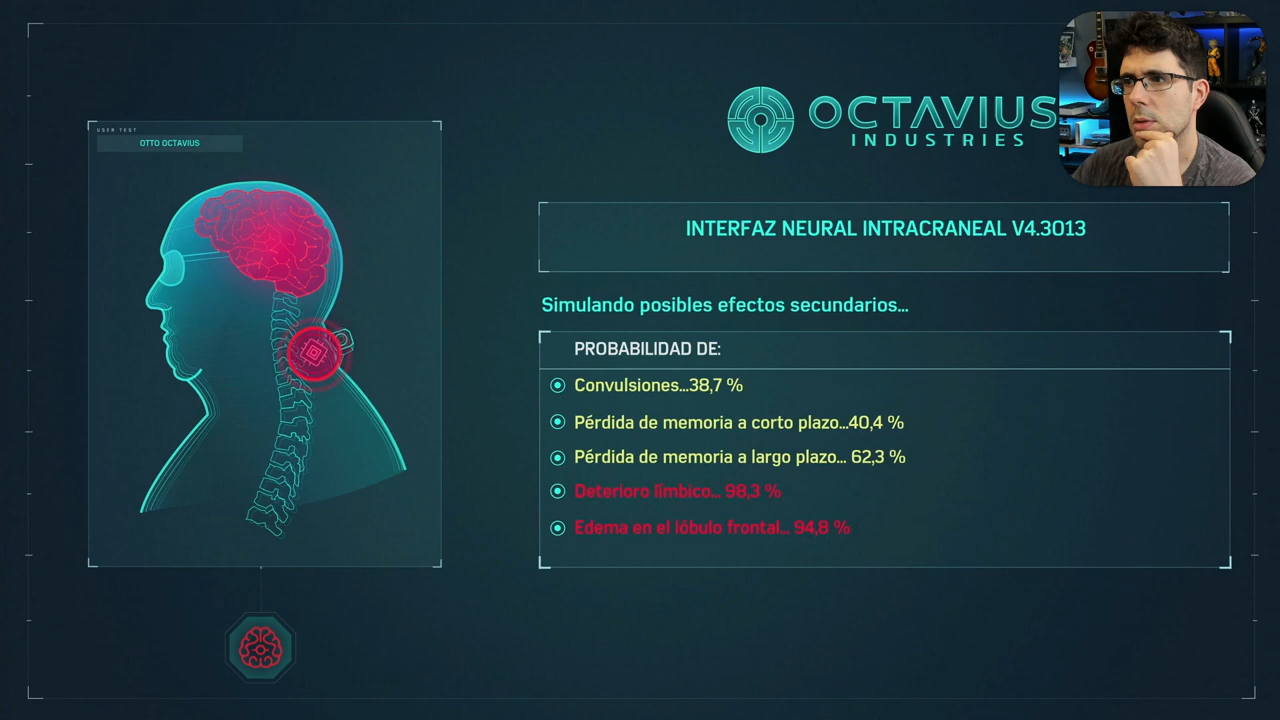 USER TEST
OTTO OCTAVIUS
OCTAVIUS
INDUSTRIES
INTERFAZ NEURAL INTRACRANEAL V4.3013
Simulando posibles efectos secundarios...
PROBABILIDAD DE:
Convulsiones...38,7 %
Pérdida de memoria a corto plazo...40,4 %
Pérdida de memoria a largo plazo... 62,3 %
Deterioro límbico... 98,3 %
Edema en el lóbulo frontal... 94,8 %